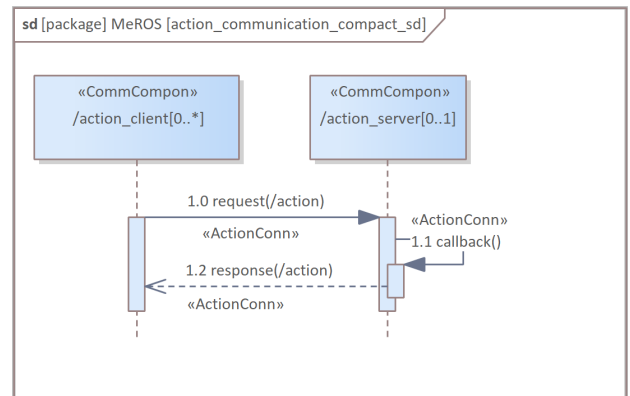 sd [package] MeROS [action_communication_compact_sd]
«CommCompon»
/action_client[0..*]
«CommCompon»
/action_server[0..1]
1.0 request(/action)
«ActionConn»
«ActionConn»
1.1 callback()
1.2 response(/action)
«ActionConn»